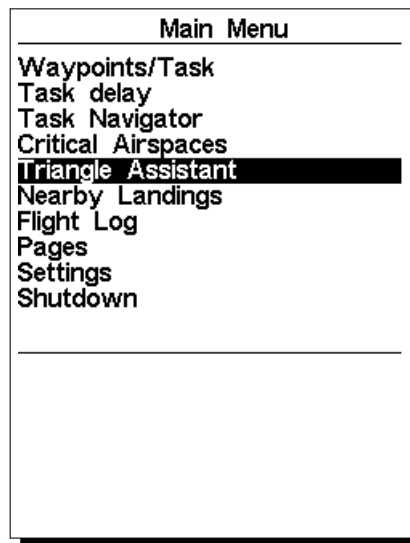 Main Menu
Waypoints/Task
Task delay
Task Navigator
Critical Airspaces
Triangle Assistant
Nearby Landings
Flight Log
Pages
Settings
Shutdown